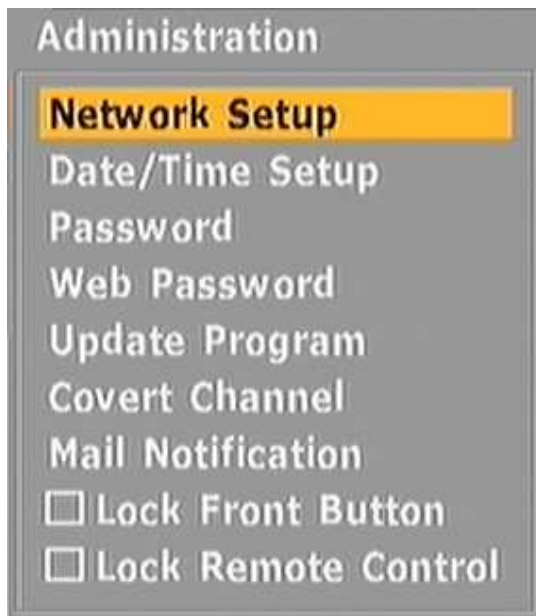 Administration
Network Setup
Date/Time Setup
Password
Web Password
Update Program
Covert Channel
Mail Notification
Lock Front Button
Lock Remote Control